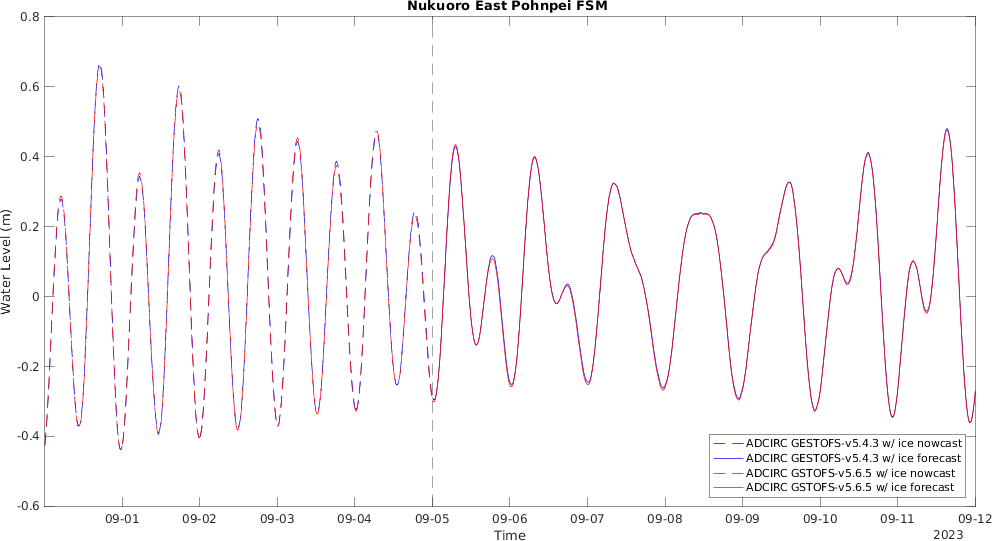 Nukuoro East Pohnpei FSM
0.8
0.6
0.4
0.2
0
-0.2
-0.4
-0.6
Water Level (m)
09-01 09-02 09-03 09-04 09-05 09-06 09-07 09-08 09-09 09-10 09-11 09-12
Time
2023
ADCIRC GESTOFS-v5.4.3 w/ ice nowcast
ADCIRC GESTOFS-v5.4.3 w/ ice forecast
ADCIRC GSTOFS-v5.6.5 w/ ice nowcast
ADCIRC GSTOFS-v5.6.5 w/ ice forecast